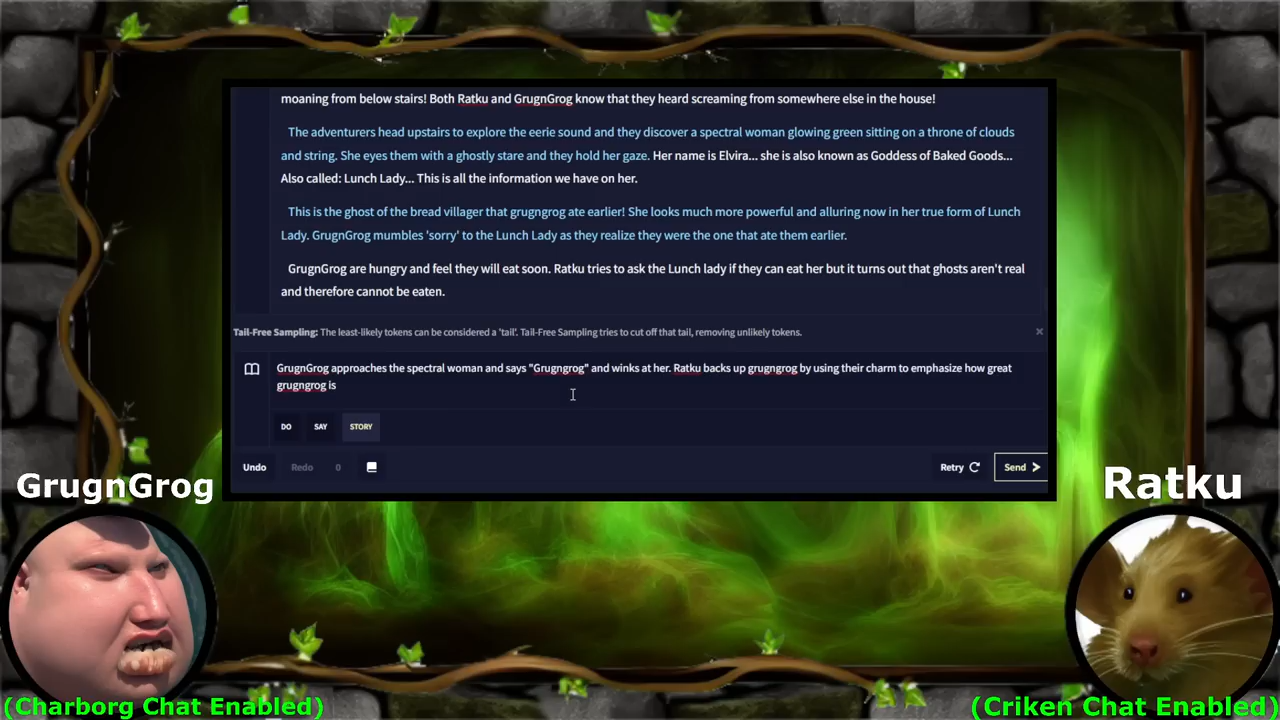 moaning from below stairs! Both Ratku and GrugnGrog know that they heard screaming from somewhere else in the house!
The adventurers head upstairs to explore the eerie sound and they discover a spectral woman glowing green sitting on a throne of clouds
and string. She eyes them with a ghostly stare and they hold her gaze. Her name is Elvira... she is also known as Goddess of Baked Goods...
Also called: Lunch Lady... This is all the information we have on her.
This is the ghost of the bread villager that grugngrog ate earlier! She looks much more powerful and alluring now in her true form of Lunch
Lady. GrugnGrog mumbles 'sorry' to the Lunch Lady as they realize they were the one that ate them earlier.
GrugnGrog are hungry and feel they will eat soon. Ratku tries to ask the Lunch lady if they can eat her but it turns out that ghosts aren't real
and therefore cannot be eaten.
Tail-Free Sampling: The least-likely tokens can be considered a 'tail'. Tail-Free Sampling tries to cut off that tail, removing unlikely tokens.
GrugnGrog approaches the spectral woman and says "Grugngrog" and winks at her. Ratku backs up grugngrog by using their charm to emphasize how great
grugngrog is
DO SAY STORY
Undo Redo 0 Retry Send
GrugnGrog
Ratku
(Charborg Chat Enabled)
(Criken Chat Enabled)